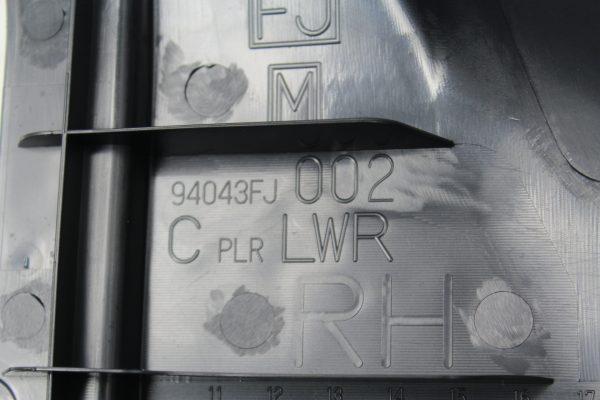 FJ
M
94043FJ 002
C PLR LWR
RH
11 12 13 14 15 16 17